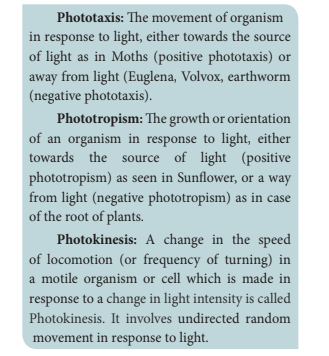 Phototaxis: The movement of organism
in response to light, either towards the source
of light as in Moths (positive phototaxis) or
away from light (Euglena, Volvox, earthworm
(negative phototaxis).
Phototropism: The growth or orientation
of an organism in response to light, either
towards the source of light (positive
phototropism) as seen in Sunflower, or a way
from light (negative phototropism) as in case
of the root of plants.
Photokinesis: A change in the speed
of locomotion (or frequency of turning) in
a motile organism or cell which is made in
response to a change in light intensity is called
Photokinesis. It involves undirected random
movement in response to light.